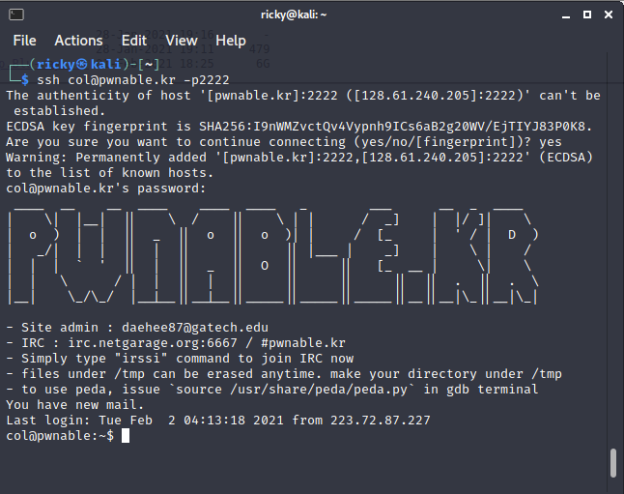 ricky@kali: ~
File Actions Edit View Help
(ricky㉿kali)-[~]
$ ssh col@pwnable.kr -p2222
The authenticity of host '[pwnable.kr]:2222 ([128.61.240.205]:2222)' can't be
established.
ECDSA key fingerprint is SHA256:I9nWMZvctQv4Vypnh9ICs6aB2g20WV/EjTIYJ83P0K8.
Are you sure you want to continue connecting (yes/no/[fingerprint])? yes
Warning: Permanently added '[pwnable.kr]:2222,[128.61.240.205]:2222' (ECDSA)
to the list of known hosts.
col@pwnable.kr's password:
PWNABLE.KR
- Site admin : daehee87@gatech.edu
- IRC : irc.netgarage.org:6667 / #pwnable.kr
- Simply type "irssi" command to join IRC now
- files under /tmp can be erased anytime. make your directory under /tmp
- to use peda, issue `source /usr/share/peda/peda.py` in gdb terminal
You have new mail.
Last login: Tue Feb  2 04:13:18 2021 from 223.72.87.227
col@pwnable:~$